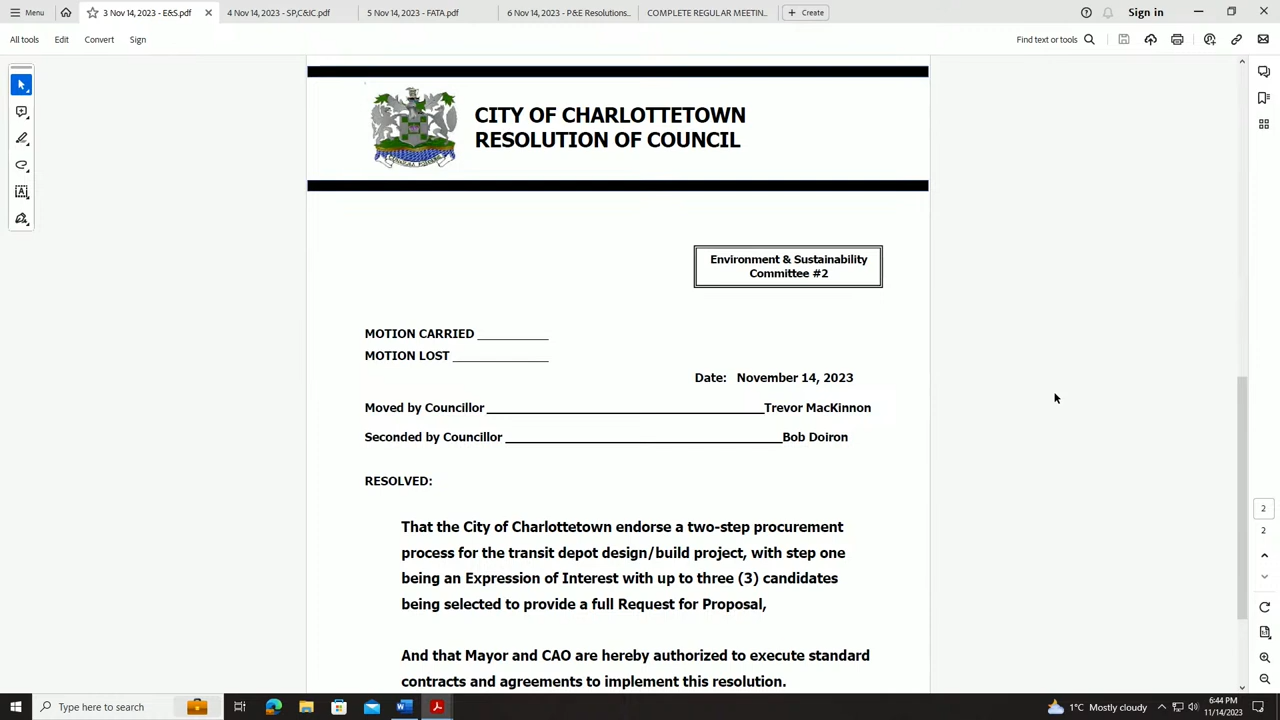 Menu
3 Nov 14, 2023 - E&S.pdf
4 Nov 14, 2023 - SP,C&IC.pdf
5 Nov 14, 2023 - FATA.pdf
6 Nov 14, 2023 - P&E Resolutions...
COMPLETE REGULAR MEETIN...
Create
Sign in
All tools Edit Convert Sign
Find text or tools
CITY OF CHARLOTTETOWN
RESOLUTION OF COUNCIL
Environment & Sustainability
Committee #2
MOTION CARRIED ___________
MOTION LOST ______________
Date: November 14, 2023
Moved by Councillor ________________________________Trevor MacKinnon
Seconded by Councillor ________________________________Bob Doiron
RESOLVED:
That the City of Charlottetown endorse a two-step procurement
process for the transit depot design/build project, with step one
being an Expression of Interest with up to three (3) candidates
being selected to provide a full Request for Proposal,
And that Mayor and CAO are hereby authorized to execute standard
contracts and agreements to implement this resolution.
2
2
Type here to search
1°C Mostly cloudy
6:44 PM
11/14/2023